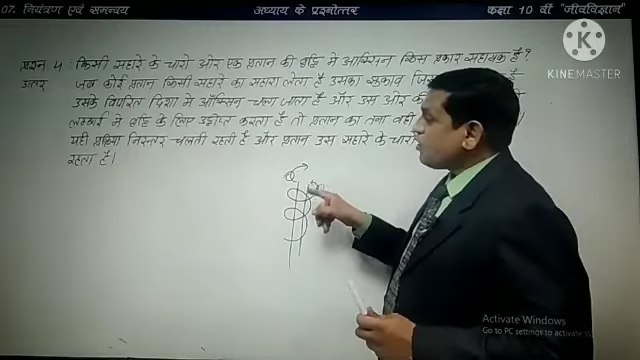 07. नियंत्रण एवं समन्वय अध्याय के प्रश्नोत्तर कक्षा 10 वीं "जीवविज्ञान"
प्रश्न 4 किसी सहारे के चारो ओर एक प्रतान की वृद्धि में ऑक्सिन किस प्रकार सहायक है?
उत्तर जब कोई प्रतान किसी सहारे का सहारा लेता है उसका झुकाव है
उसके विपरित दिशा में ऑक्सिन चला जाता है और उस ओर की
लम्बाई में वृद्धि के लिए उद्दीप्त करता है तो प्रतान का तना वही
यही प्रक्रिया निरन्तर चलती रहती है और प्रतान उस सहारे के चारो
रहता है।
KINEMASTER
Activate Windows
Go to PC settings to activate